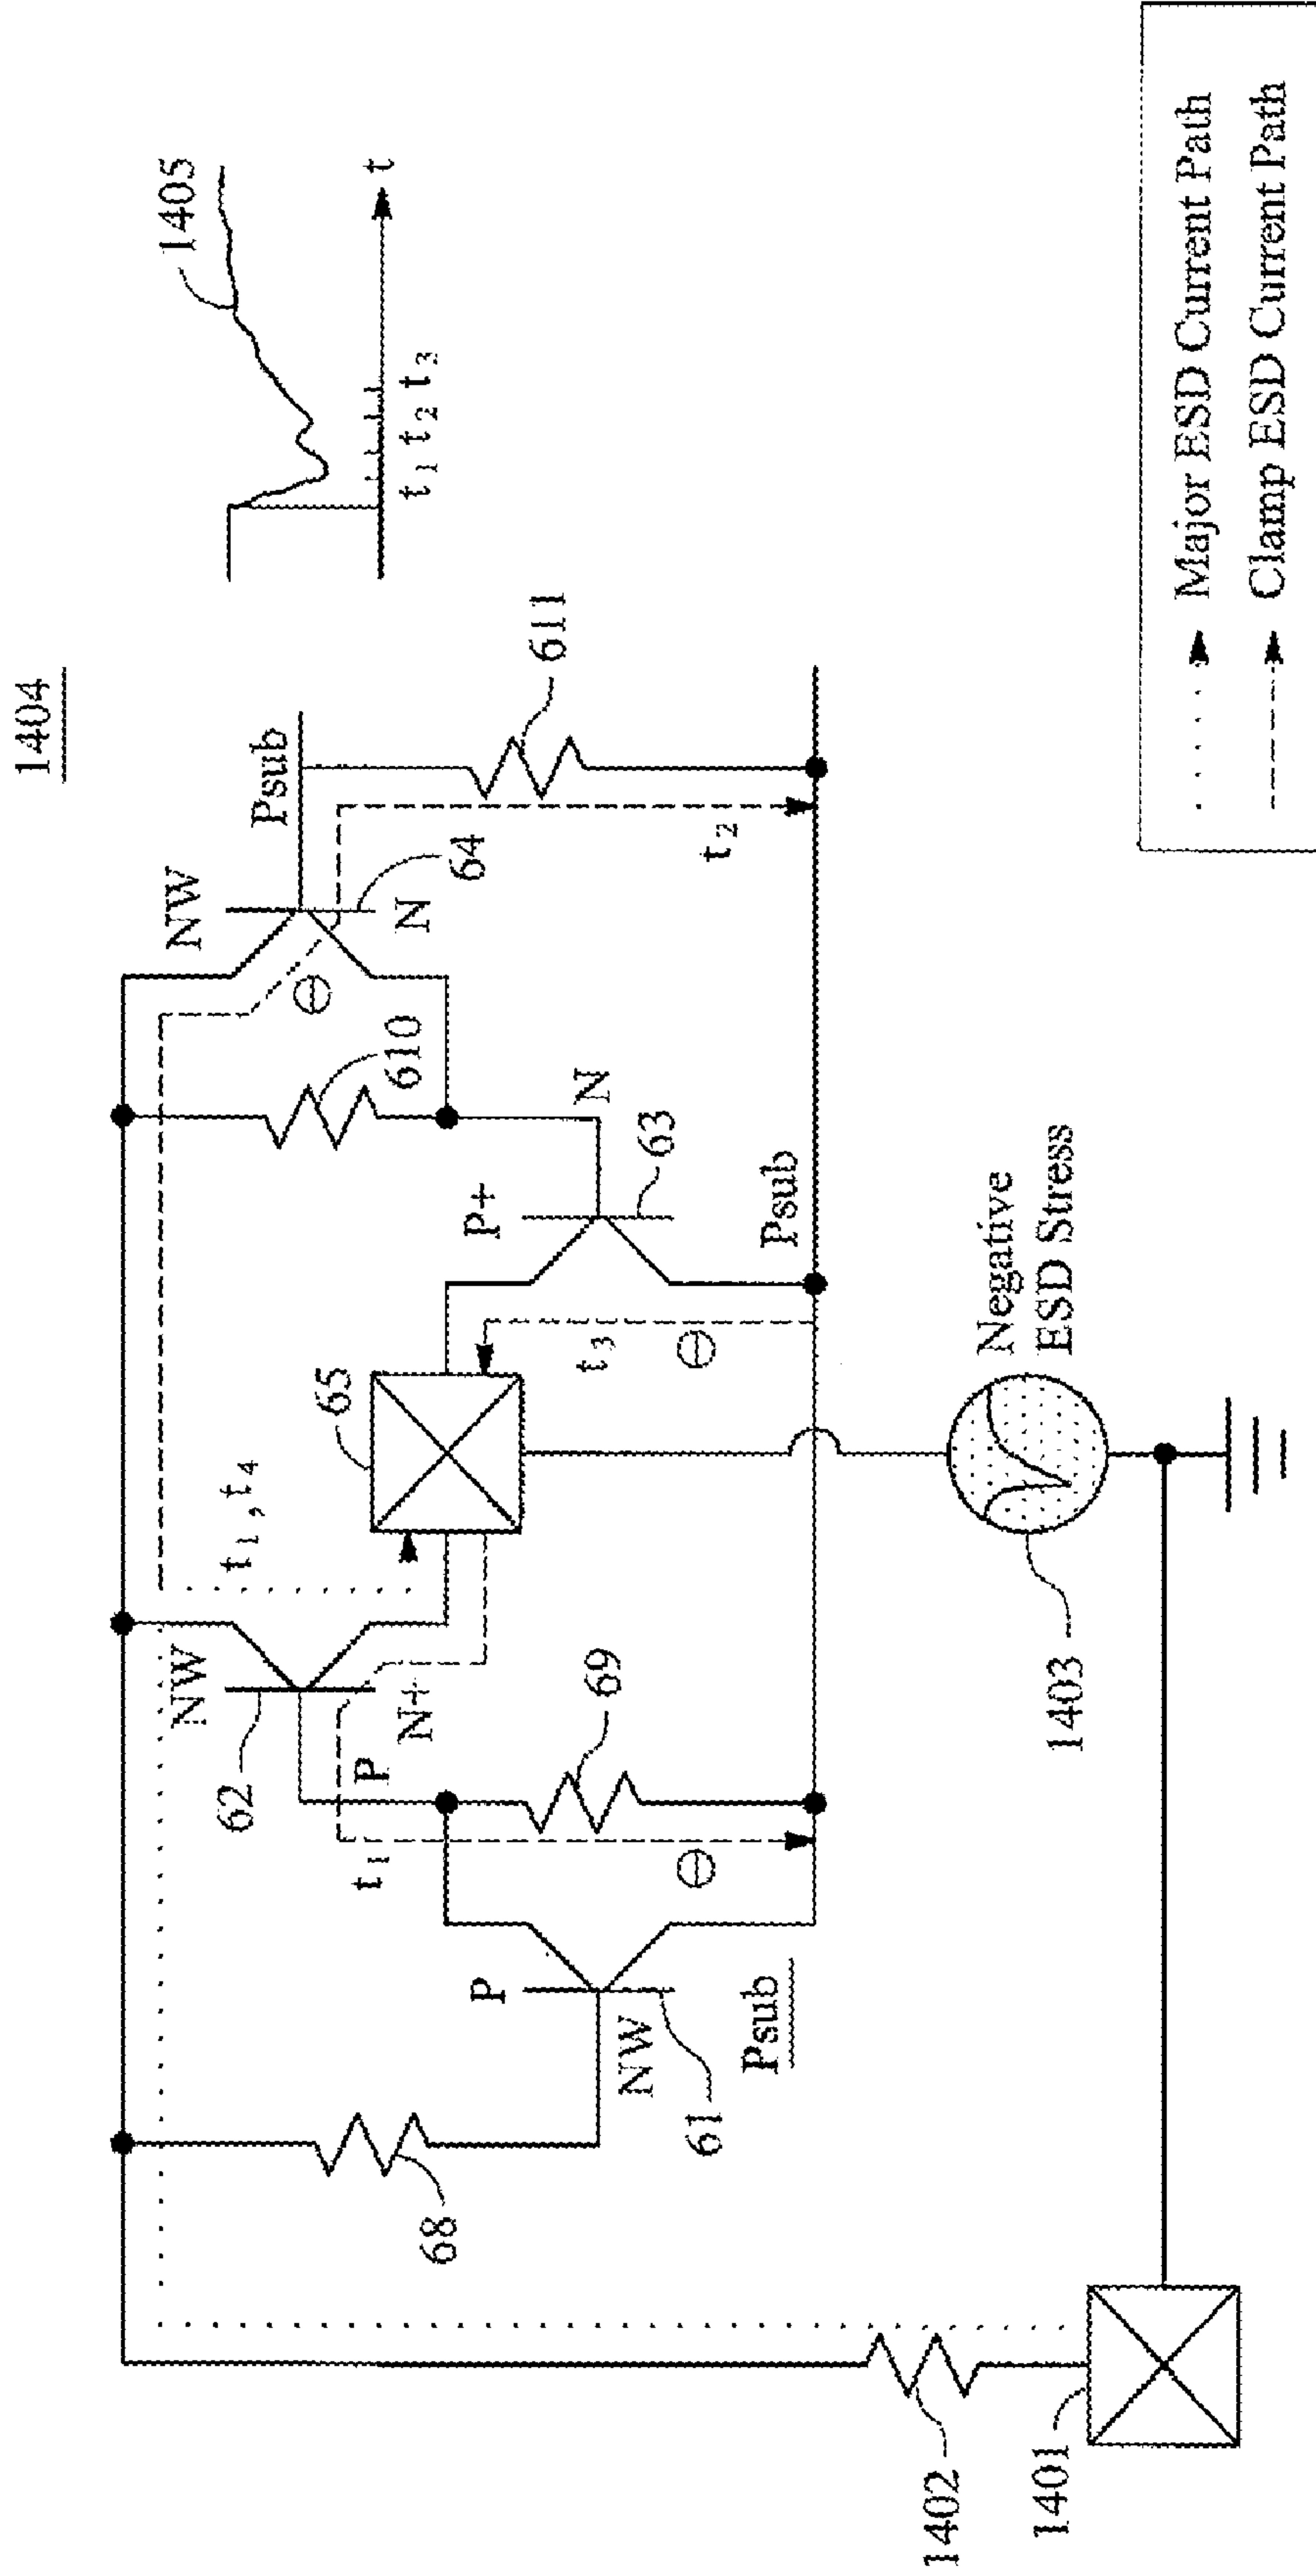 1404
NW
Psub
64
N
611
t₂
1405
t₁ t₂ t₃ t
610
N
P+
63
Psub
65
t₃
⊖
⊖
t₁,t₄
NW
62
P
N+
69
t₁
⊖
P
NW
61
Psub
68
1402
1401
1403
Negative
ESD Stress
Major ESD Current Path
Clamp ESD Current Path